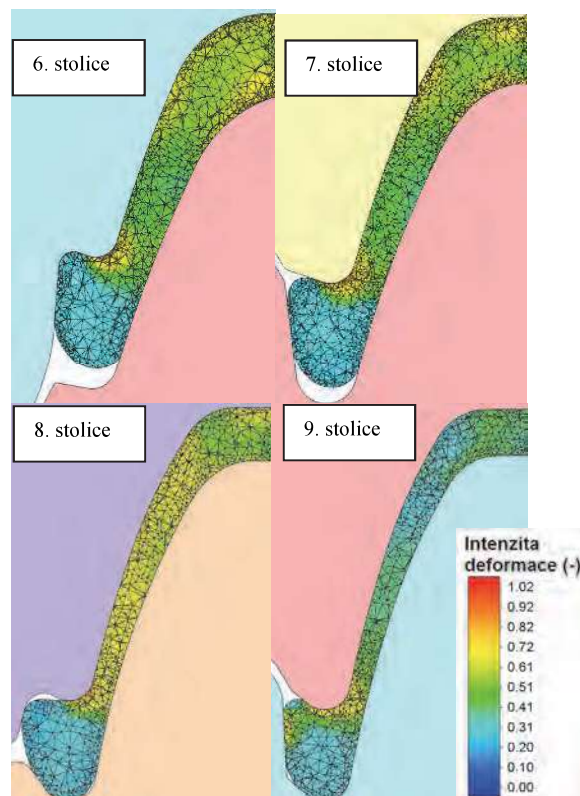 6. stolice
7. stolice
8. stolice
9. stolice
Intenzita
deformace (-)
1.02
0.92
0.82
0.72
0.61
0.51
0.41
0.31
0.20
0.10
0.00